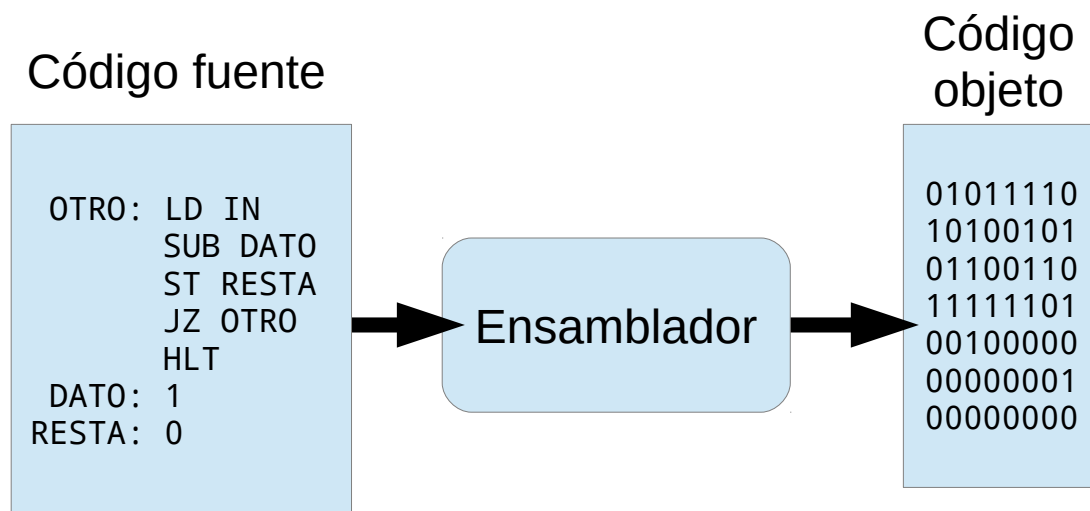 Código fuente
OTRO: LD IN
SUB DATO
ST RESTA
JZ OTRO
HLT
DATO: 1
RESTA: 0
Ensamblador
Código
objeto
01011110
10100101
01100110
11111101
00100000
00000001
00000000